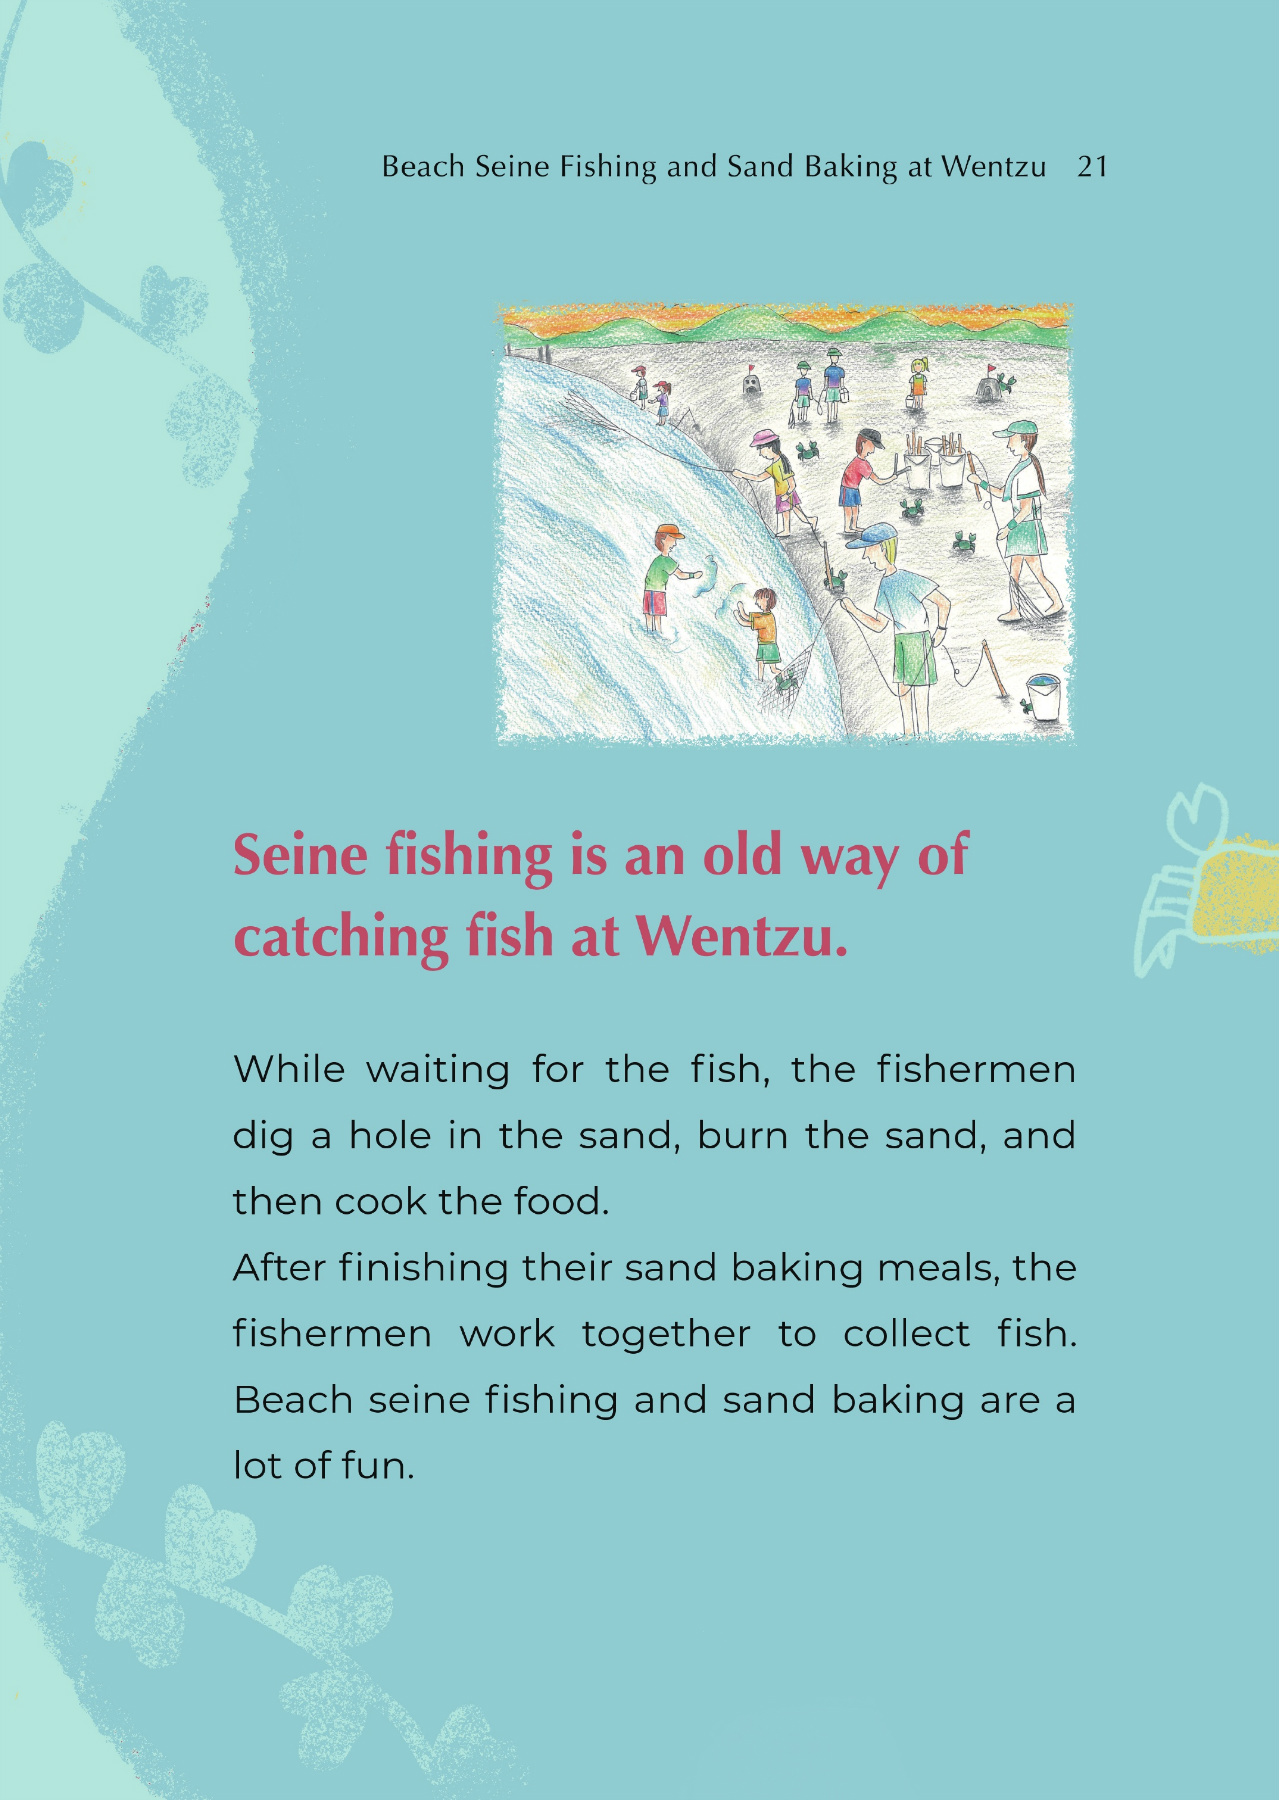 Beach Seine Fishing and Sand Baking at Wentzu 21
Seine fishing is an old way of
catching fish at Wentzu.
While waiting for the fish, the fishermen
dig a hole in the sand, burn the sand, and
then cook the food.
After finishing their sand baking meals, the
fishermen work together to collect fish.
Beach seine fishing and sand baking are a
lot of fun.